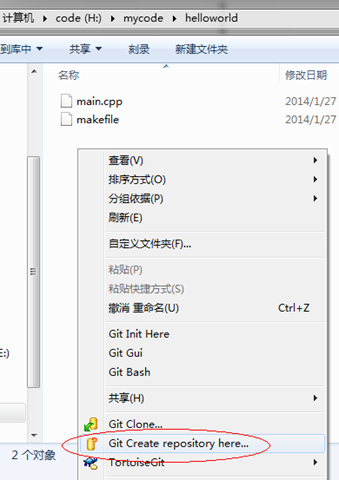 计算机 ▸ code (H:) ▸ mycode ▸ helloworld
到库中 ▼ 共享 ▼ 刻录 新建文件夹
名称 修改日期
main.cpp 2014/1/27
makefile 2014/1/27
查看(V)
排序方式(O)
分组依据(P)
刷新(E)
自定义文件夹(F)...
粘贴(P)
粘贴快捷方式(S)
撤消 重命名(U) Ctrl+Z
Git Init Here
Git Gui
E:)
Git Bash
共享(H)
Git Clone...
Git Create repository here...
2 个对象
TortoiseGit